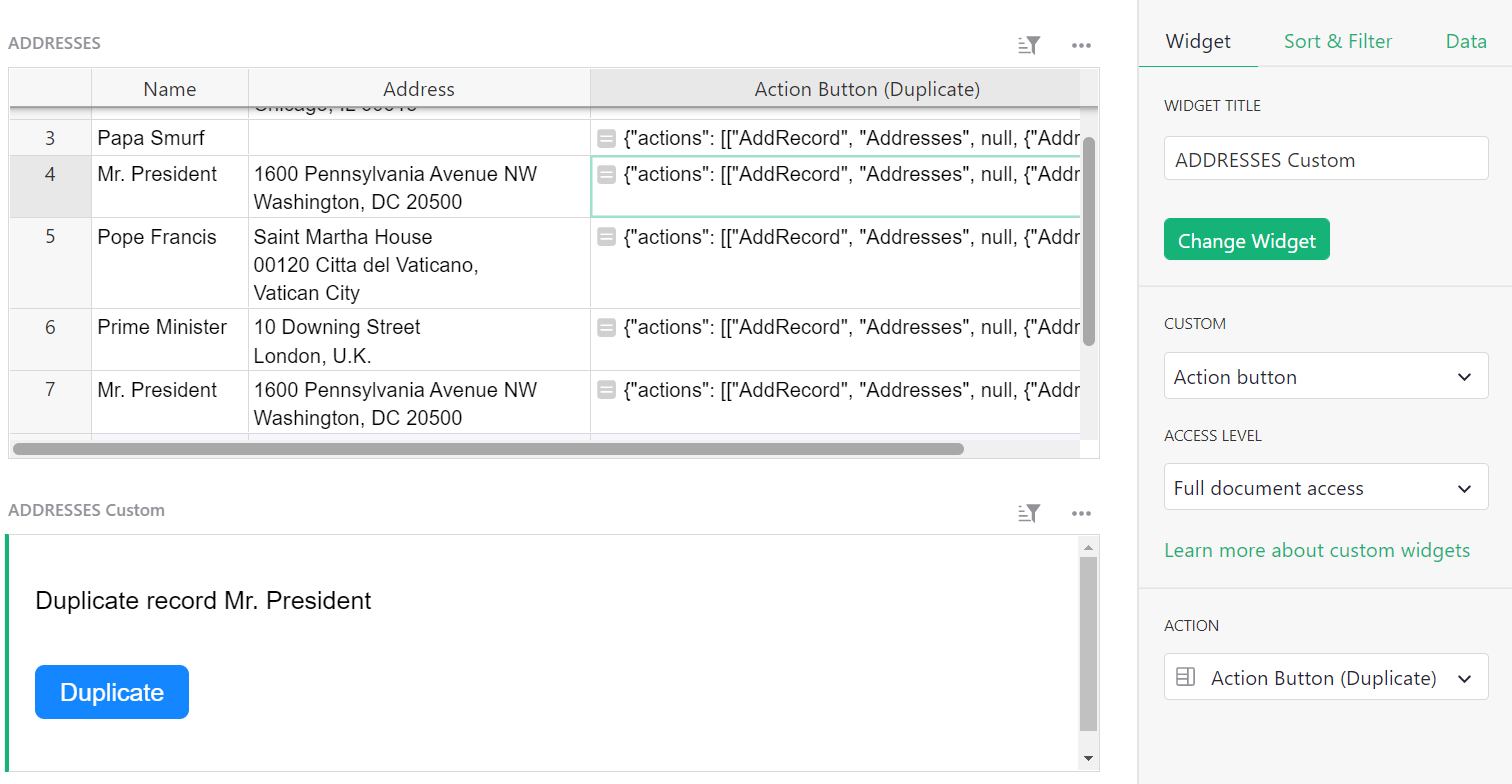 ADDRESSES
Name Address Action Button (Duplicate)
3 Papa Smurf {"actions": [["AddRecord", "Addresses", null, {"Addr
4 Mr. President 1600 Pennsylvania Avenue NW {"actions": [["AddRecord", "Addresses", null, {"Addr
Washington, DC 20500
5 Pope Francis Saint Martha House {"actions": [["AddRecord", "Addresses", null, {"Addr
00120 Citta del Vaticano,
Vatican City
6 Prime Minister 10 Downing Street {"actions": [["AddRecord", "Addresses", null, {"Addr
London, U.K.
7 Mr. President 1600 Pennsylvania Avenue NW {"actions": [["AddRecord", "Addresses", null, {"Addr
Washington, DC 20500
ADDRESSES Custom
Duplicate record Mr. President
Duplicate
Widget Sort & Filter Data
WIDGET TITLE
ADDRESSES Custom
Change Widget
CUSTOM
Action button
ACCESS LEVEL
Full document access
Learn more about custom widgets
ACTION
Action Button (Duplicate)